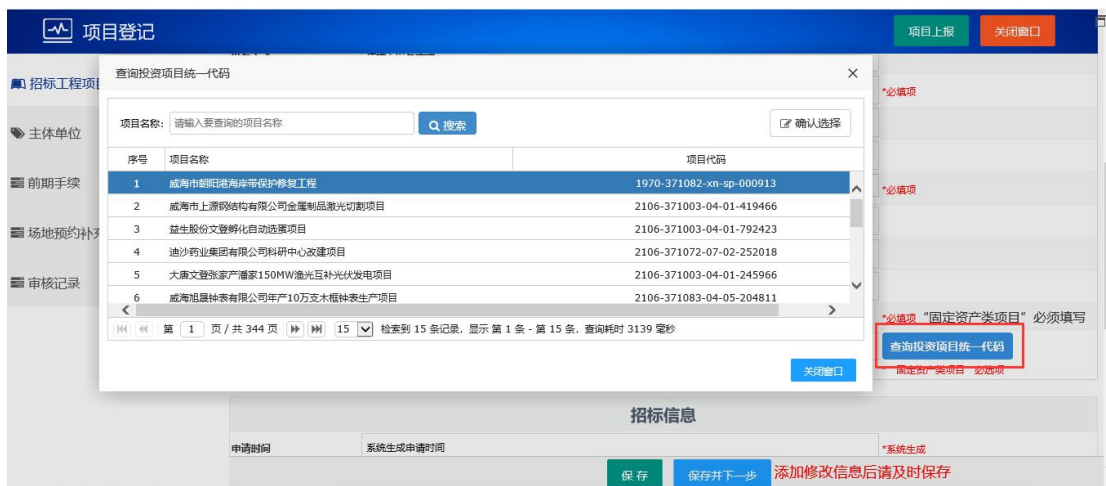 项目登记
项目上报
关闭窗口
招标工程项目
主体单位
前期手续
场地预约补充
审核记录
查询投资项目统一代码
×
项目名称: 请输入要查询的项目名称 搜索 确认选择
序号 项目名称 项目代码
1 威海市朝阳港海岸带保护修复工程 1970-371082-xn-sp-000913
2 威海市上源钢结构有限公司金属制品激光切割项目 2106-371003-04-01-419466
3 益生股份文登孵化自动选蛋项目 2106-371003-04-01-792423
4 迪沙药业集团有限公司科研中心改建项目 2106-371072-07-02-252018
5 大唐文登张家产潘家150MW渔光互补光伏发电项目 2106-371003-04-01-245966
6 威海旭晟钟表有限公司年产10万支木框钟表生产项目 2106-371083-04-05-204811
第 1 页 / 共 344 页 15 检索到 15 条记录，显示 第 1 条 - 第 15 条，查询耗时 3139 毫秒
关闭窗口
*必填项
*必填项
*必填项 “固定资产类项目” 必须填写
查询投资项目统一代码
招标信息
申请时间 系统生成申请时间 *系统生成
保存 保存并下一步 添加修改信息后请及时保存